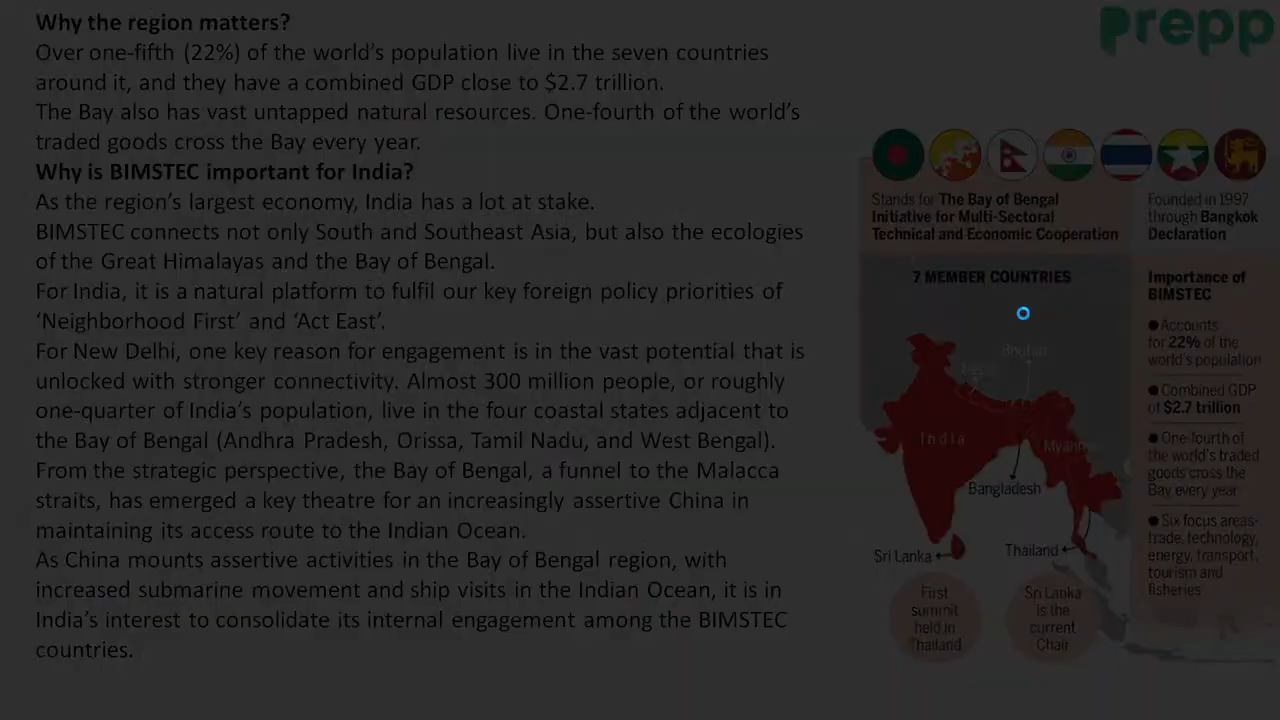 Why the region matters?
Over one-fifth (22%) of the world's population live in the seven countries
around it, and they have a combined GDP close to $2.7 trillion.
The Bay also has vast untapped natural resources. One-fourth of the world's
traded goods cross the Bay every year.
Why is BIMSTEC important for India?
As the region's largest economy, India has a lot at stake.
BIMSTEC connects not only South and Southeast Asia, but also the ecologies
of the Great Himalayas and the Bay of Bengal.
For India, it is a natural platform to fulfil our key foreign policy priorities of
‘Neighborhood First’ and ‘Act East’.
For New Delhi, one key reason for engagement is in the vast potential that is
unlocked with stronger connectivity. Almost 300 million people, or roughly
one-quarter of India's population, live in the four coastal states adjacent to
the Bay of Bengal (Andhra Pradesh, Orissa, Tamil Nadu, and West Bengal).
From the strategic perspective, the Bay of Bengal, a funnel to the Malacca
straits, has emerged a key theatre for an increasingly assertive China in
maintaining its access route to the Indian Ocean.
As China mounts assertive activities in the Bay of Bengal region, with
increased submarine movement and ship visits in the Indian Ocean, it is in
India's interest to consolidate its internal engagement among the BIMSTEC
countries.
prepp
Stands for The Bay of Bengal
Initiative for Multi-Sectoral
Technical and Economic Cooperation
Founded in 1997
through Bangkok
Declaration
7 MEMBER COUNTRIES
Bhutan
Nepal
India
Myanmar
Bangladesh
Sri Lanka
Thailand
First
summit
held in
Thailand
Sri Lanka
is the
current
Chair
Importance of
BIMSTEC
● Accounts
for 22% of the
world's population
● Combined GDP
of $2.7 trillion
● One-fourth of
the world's traded
goods cross the
Bay every year
● Six focus areas-
trade, technology,
energy, transport,
tourism and
fisheries